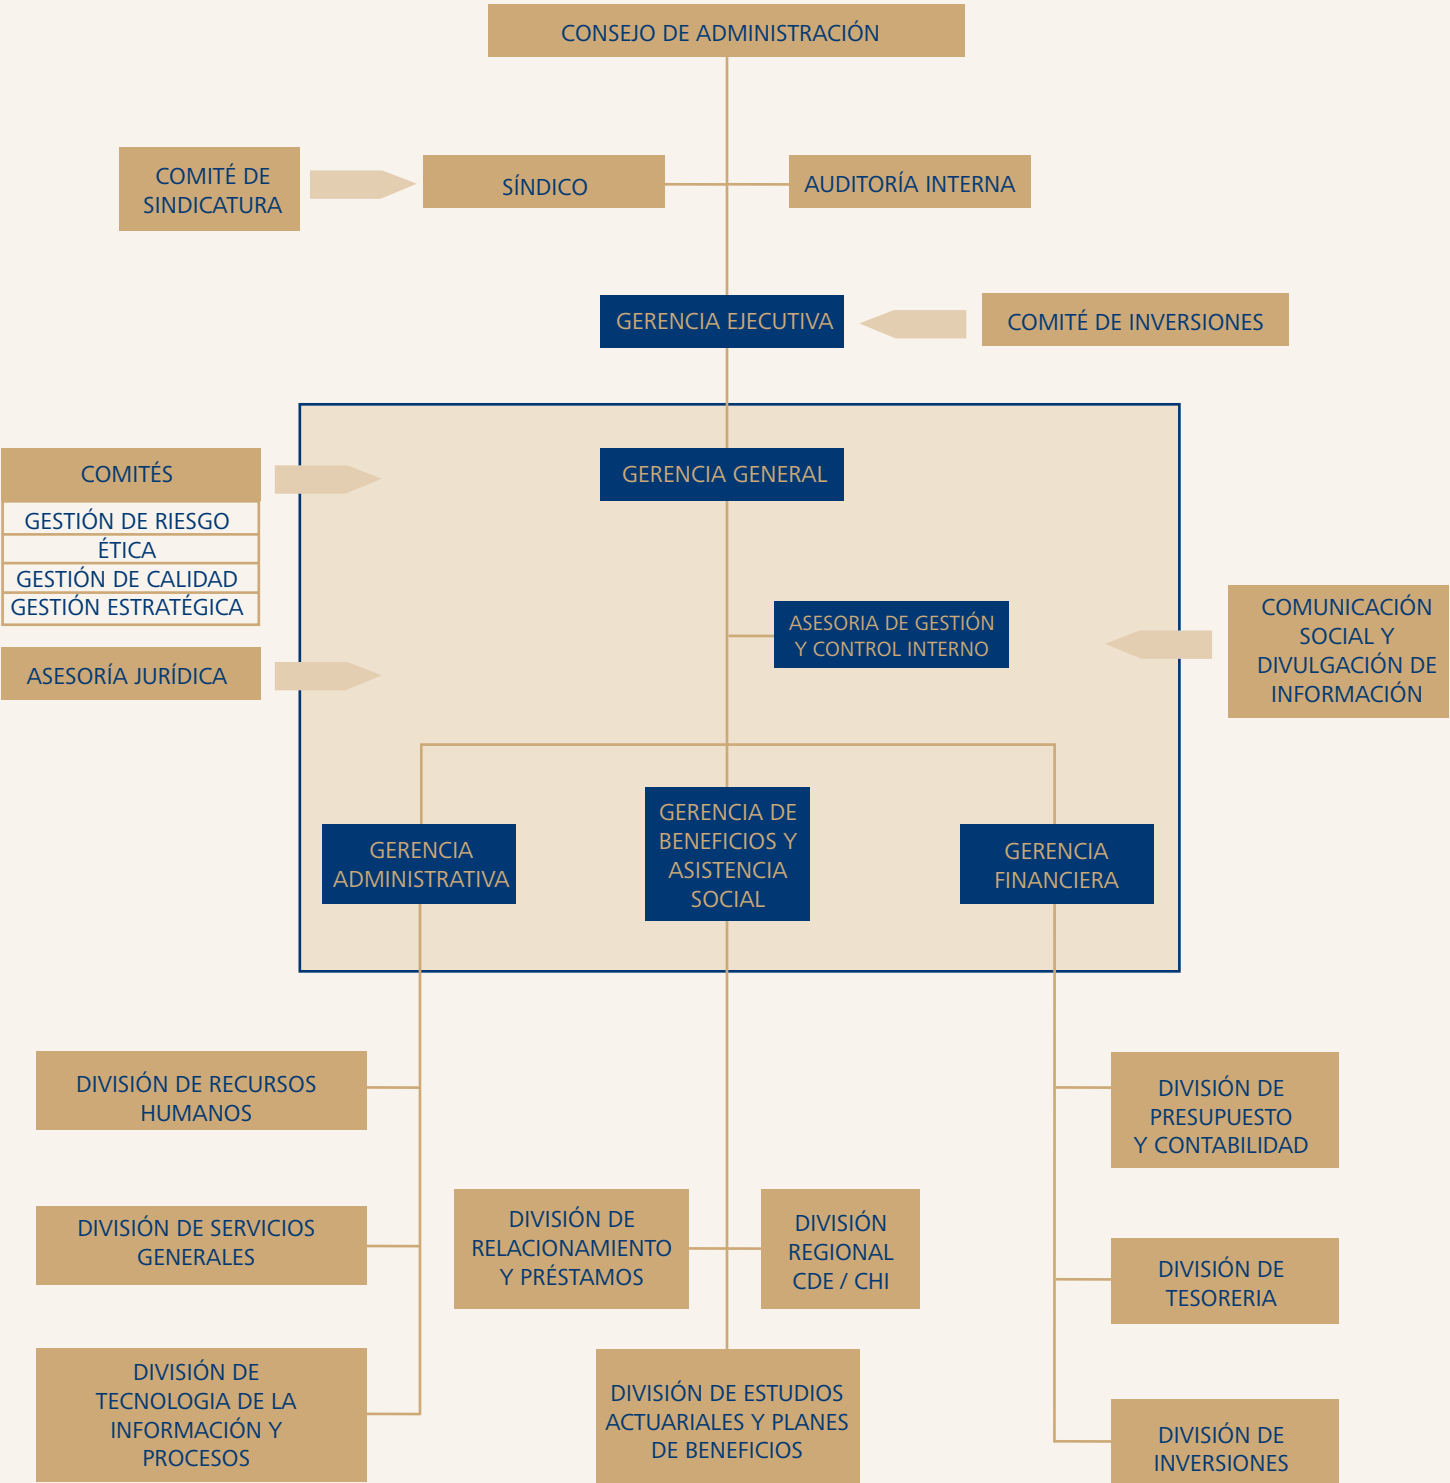 CONSEJO DE ADMINISTRACIÓN
COMITÉ DE
SINDICATURA
SÍNDICO
AUDITORÍA INTERNA
GERENCIA EJECUTIVA
COMITÉ DE INVERSIONES
COMITÉS
GESTIÓN DE RIESGO
ÉTICA
GESTIÓN DE CALIDAD
GESTIÓN ESTRATÉGICA
GERENCIA GENERAL
ASESORIA DE GESTIÓN
Y CONTROL INTERNO
COMUNICACIÓN
SOCIAL Y
DIVULGACIÓN DE
INFORMACIÓN
ASESORÍA JURÍDICA
GERENCIA
ADMINISTRATIVA
GERENCIA DE
BENEFICIOS Y
ASISTENCIA
SOCIAL
GERENCIA
FINANCIERA
DIVISIÓN DE RECURSOS
HUMANOS
DIVISIÓN DE
PRESUPUESTO
Y CONTABILIDAD
DIVISIÓN DE SERVICIOS
GENERALES
DIVISIÓN DE
RELACIONAMIENTO
Y PRÉSTAMOS
DIVISIÓN
REGIONAL
CDE / CHI
DIVISIÓN DE
TESORERIA
DIVISIÓN DE
TECNOLOGIA DE LA
INFORMACIÓN Y
PROCESOS
DIVISIÓN DE ESTUDIOS
ACTUARIALES Y PLANES
DE BENEFICIOS
DIVISIÓN DE
INVERSIONES